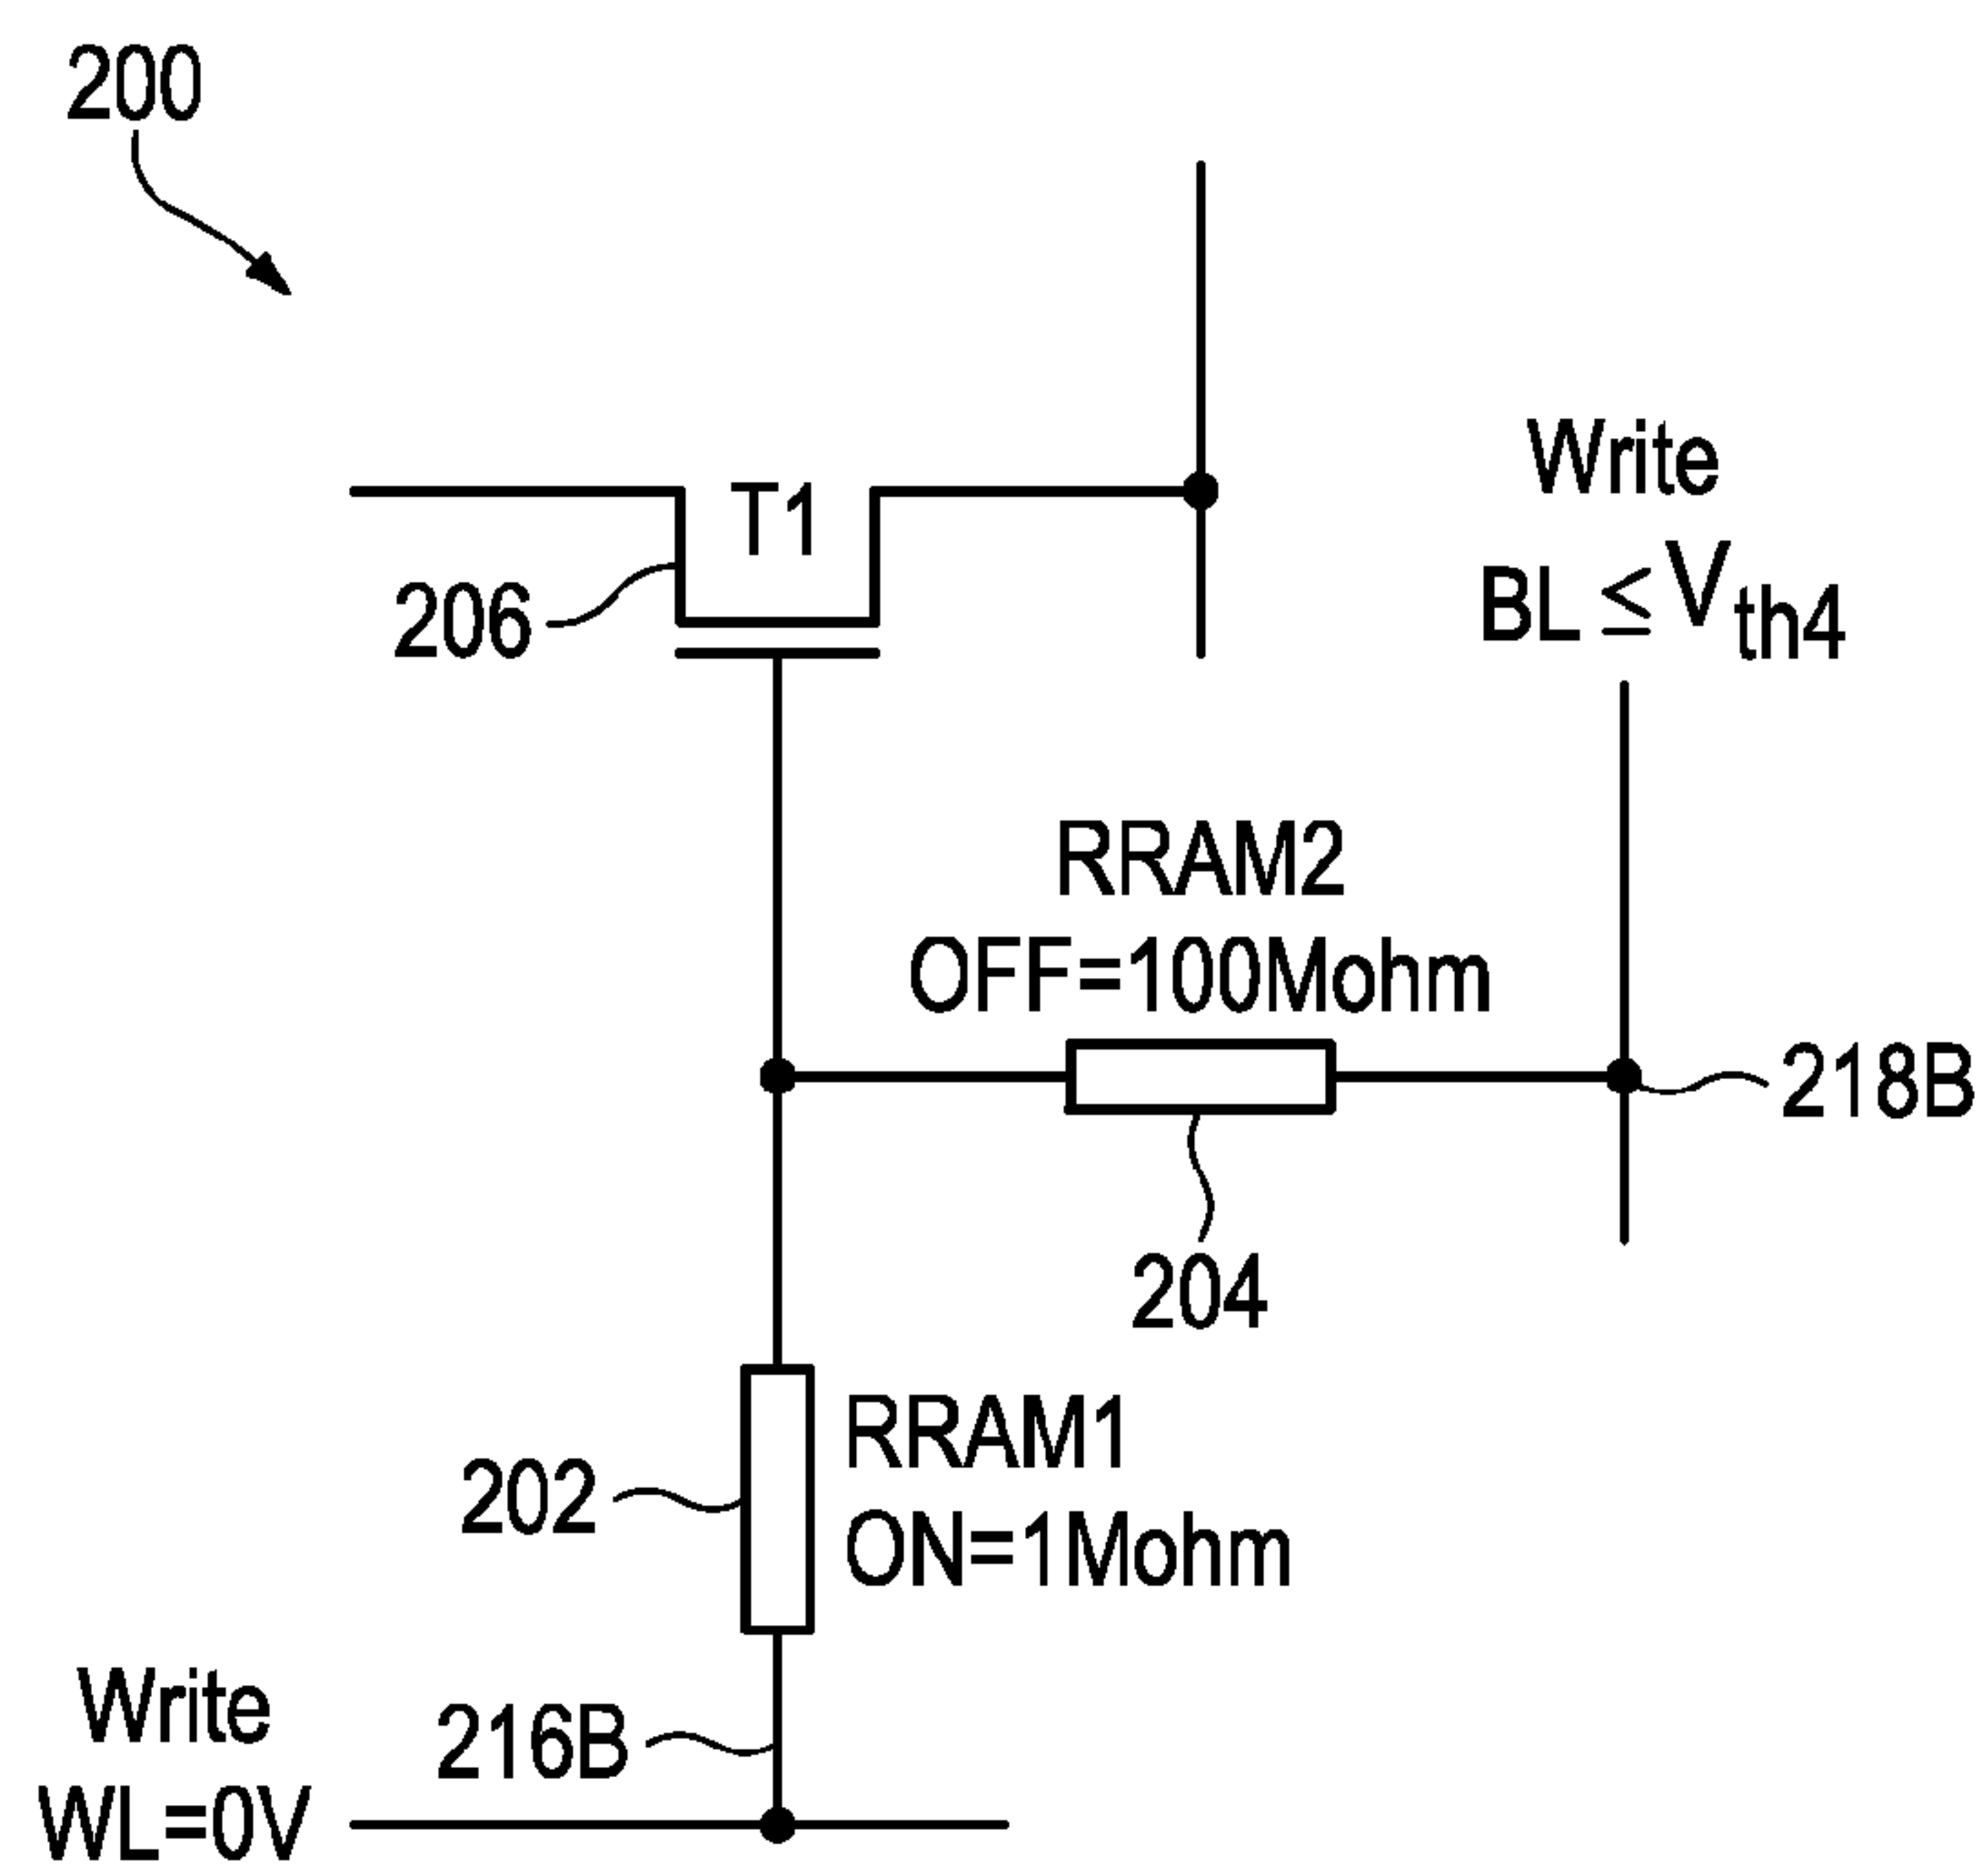 200
T1
206
Write
BL ≤ Vth4
RRAM2
OFF=100Mohm
218B
204
RRAM1
ON=1Mohm
202
216B
Write
WL=0V